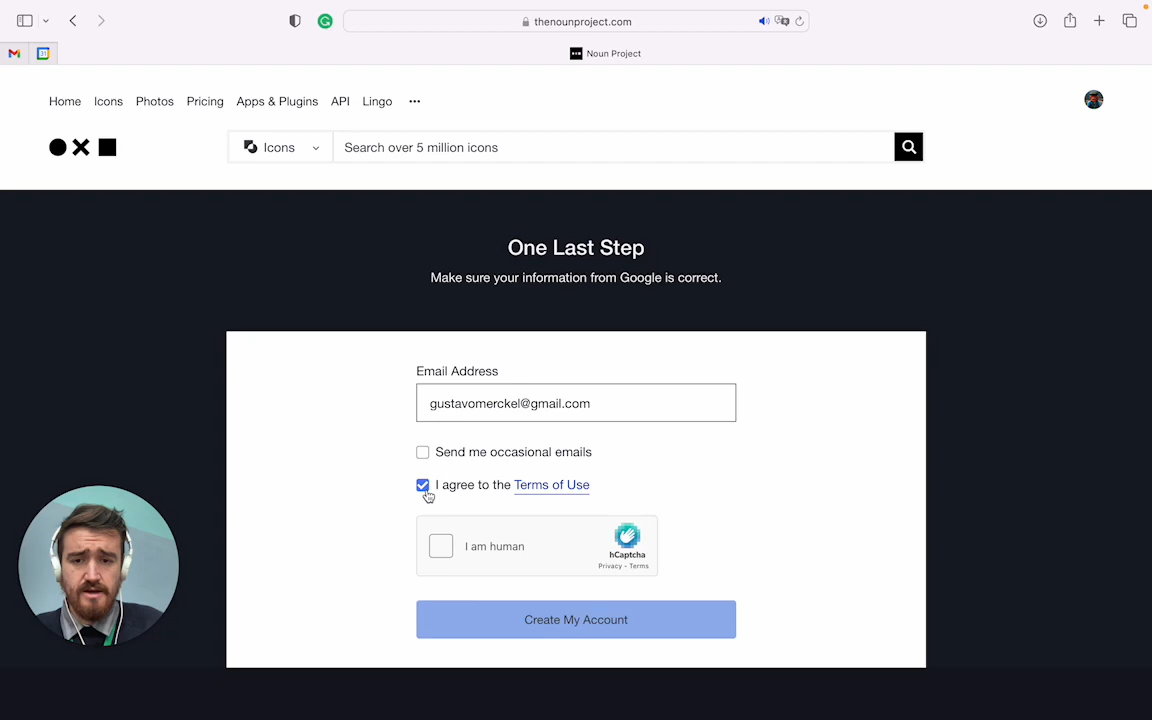 thenounproject.com
Noun Project
31
Home Icons Photos Pricing Apps & Plugins API Lingo
Icons
Search over 5 million icons
One Last Step
Make sure your information from Google is correct.
Email Address
gustavomerckel@gmail.com
Send me occasional emails
I agree to the Terms of Use
I am human
hCaptcha
Privacy - Terms
Create My Account